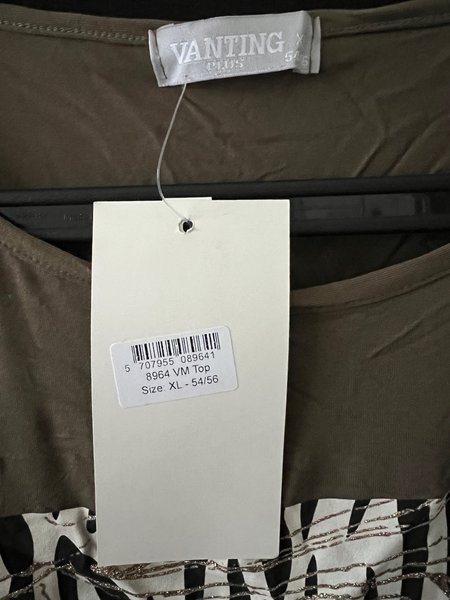 VANTING
PLUS
5 707955 089641
8964 VM Top
Size: XL - 54/56